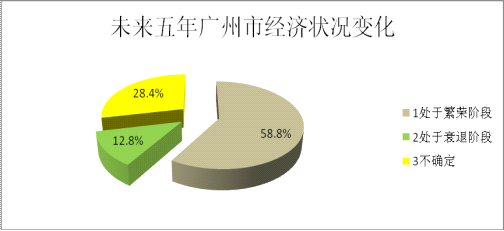 未来五年广州市经济状况变化
28.4%
12.8%
58.8%
1处于繁荣阶段
2处于衰退阶段
3不确定